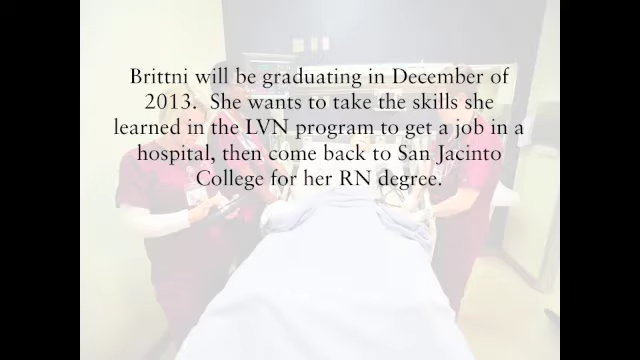 Brittni will be graduating in December of
2013.  She wants to take the skills she
learned in the LVN program to get a job in a
hospital, then come back to San Jacinto
College for her RN degree.